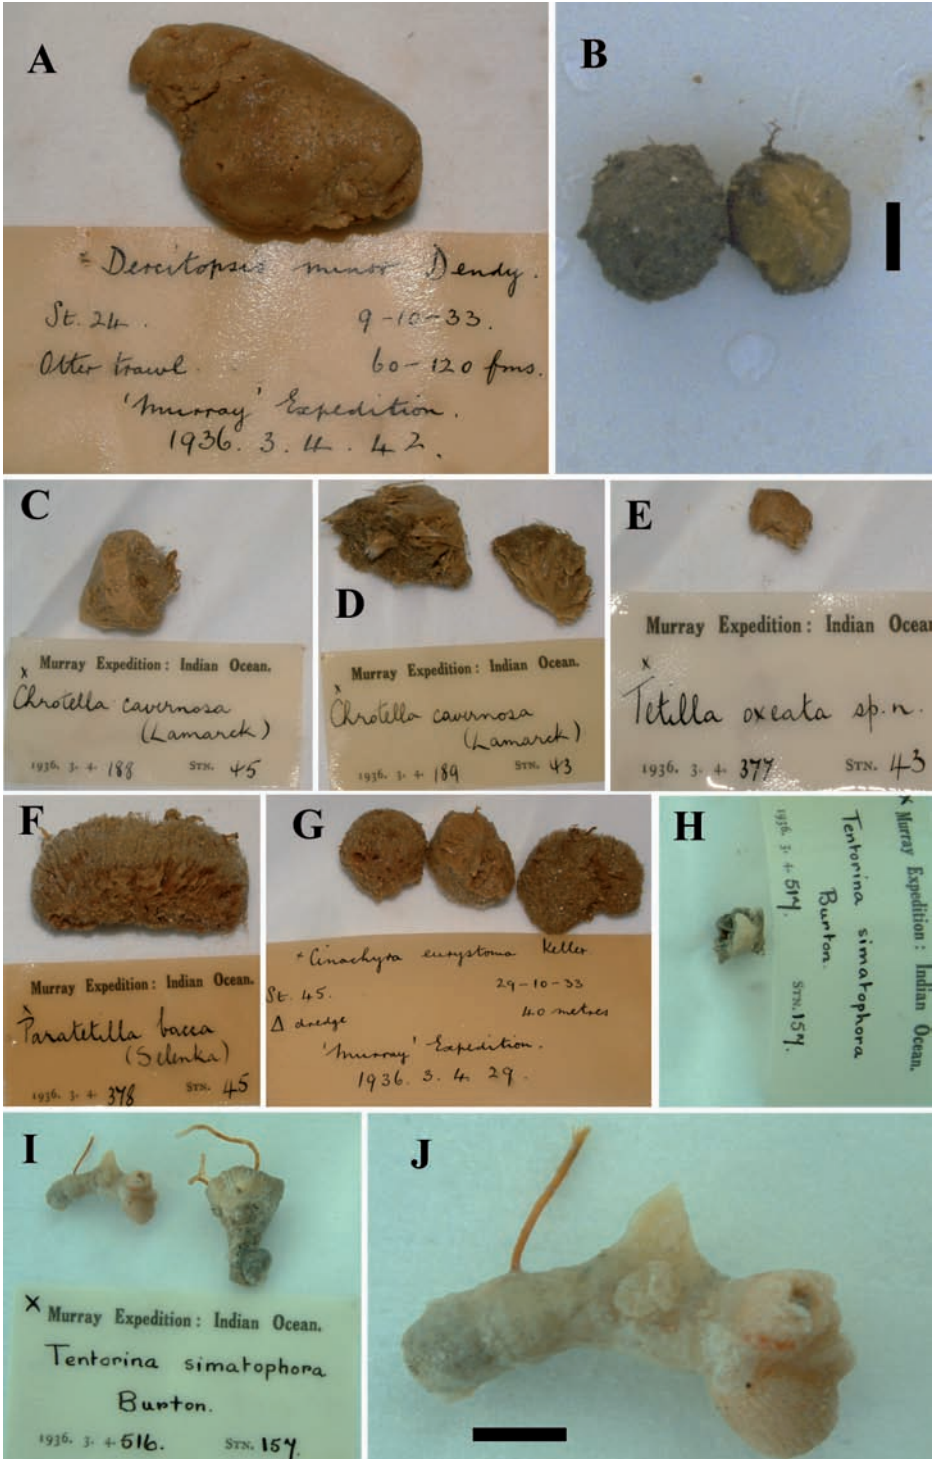 A
= Dercitopsis minor Dendy.
St. 24. 9-10-33.
Otter trawl 60-120 fms.
'Murray' Expedition.
1936. 3. 4. 42.
B
C
x
Murray Expedition: Indian Ocean.
Chrotella cavernosa
(Lamarck)
1936. 3. 4. 188 STN. 45
D
x
Murray Expedition: Indian Ocean.
Chrotella cavernosa
(Lamarck)
1936. 3. 4. 189 STN. 43
E
Murray Expedition: Indian Ocean
x
Tetilla oxeata sp.n.
1936. 3. 4. 377 STN. 43
F
Murray Expedition: Indian Ocean.
x
Paratetilla bacca
(Selenka)
1936. 3. 4. 378 STN. 45
G
x Cinachyra eurystoma Keller
St. 45. 29-10-33
Δ dredge 40 metres
'Murray' Expedition.
1936. 3. 4. 29.
H
x Murray Expedition: Indian Ocean.
Tentorina simatophora
Burton.
1936. 3. 4. 517. STN. 157.
I
x Murray Expedition: Indian Ocean.
Tentorina simatophora
Burton.
1936. 3. 4. 516. STN. 157.
J